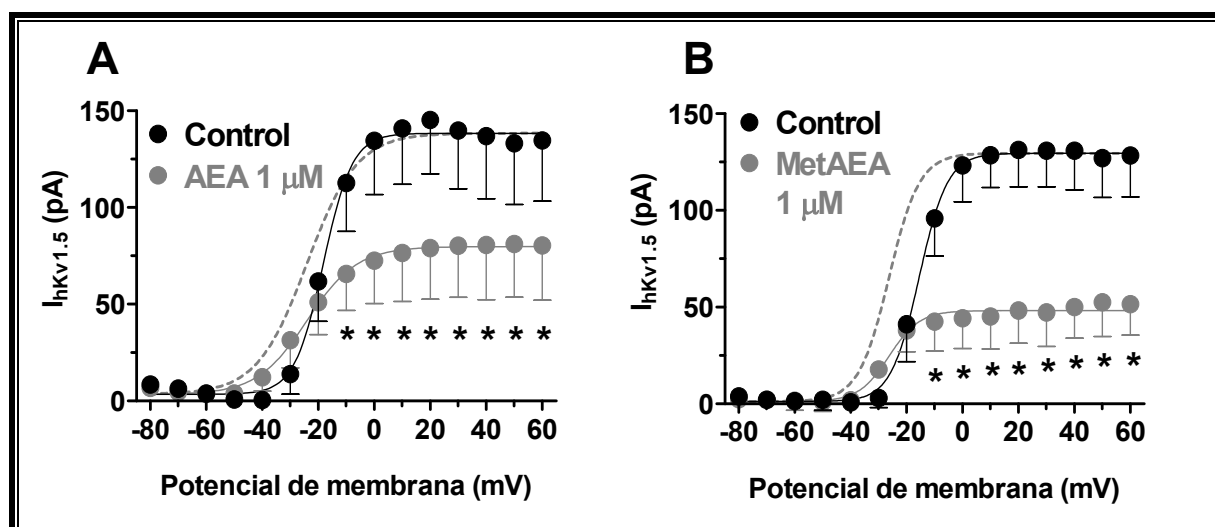 A
150
100
50
0
I hKv1.5 (pA)
Control
AEA 1 μM
* * * * * * * *
-80 -60 -40 -20 0 20 40 60
Potencial de membrana (mV)
B
150
100
50
0
I hKv1.5 (pA)
Control
MetAEA
1 μM
* * * * * * * *
-80 -60 -40 -20 0 20 40 60
Potencial de membrana (mV)